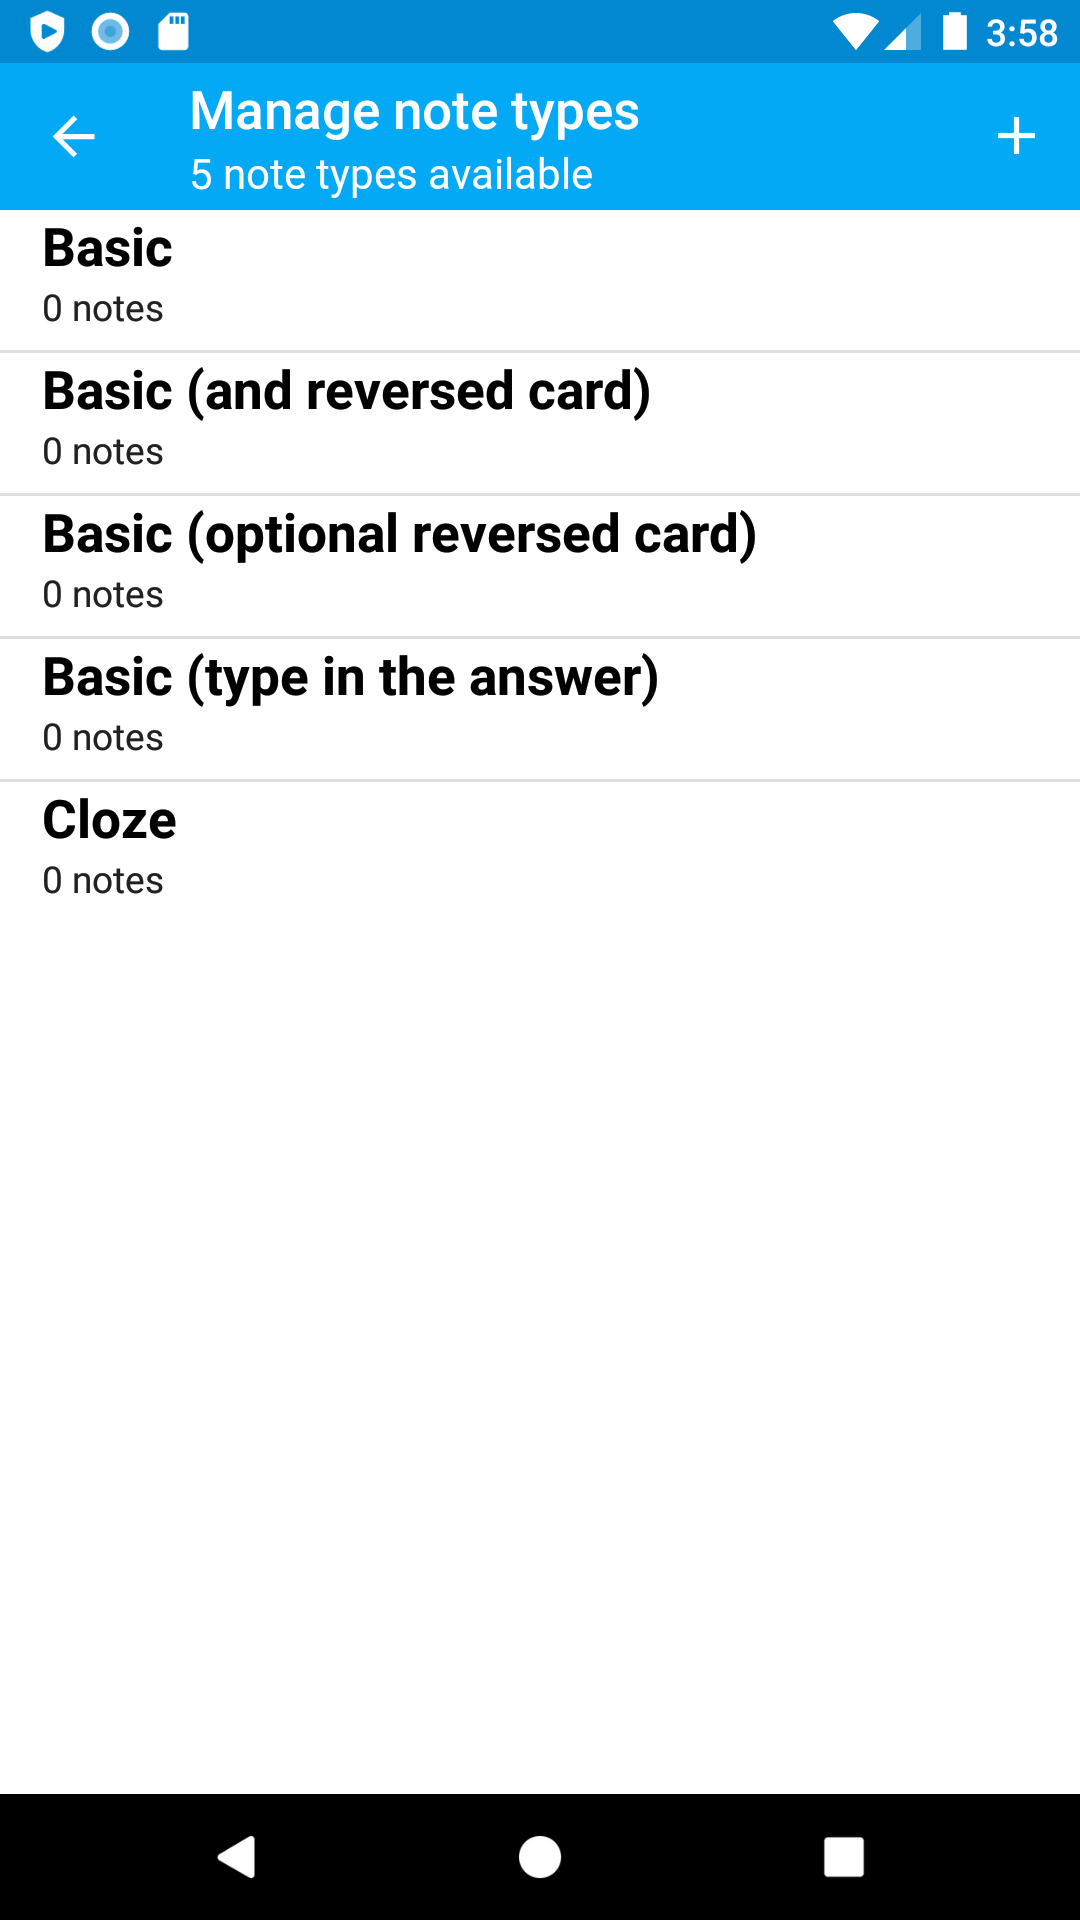 3:58
Manage note types
5 note types available
Basic
0 notes
Basic (and reversed card)
0 notes
Basic (optional reversed card)
0 notes
Basic (type in the answer)
0 notes
Cloze
0 notes